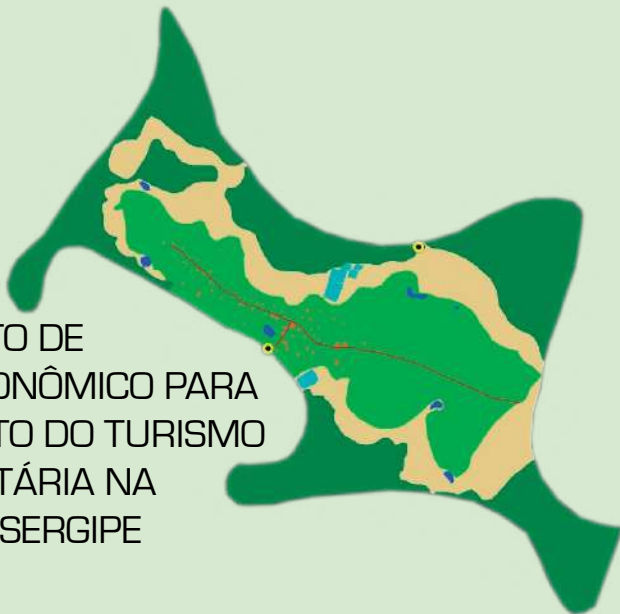 TO DE
ONÔMICO PARA
TO DO TURISMO
TÁRIA NA
SERGIPE